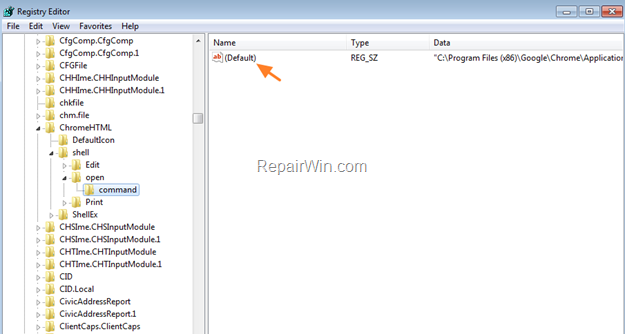 Registry Editor
File Edit View Favorites Help
CfgComp.CfgComp
CfgComp.CfgComp.1
CFGFile
CHHIme.CHHInputModule
CHHIme.CHHInputModule.1
chkfile
chm.file
ChromeHTML
DefaultIcon
shell
Edit
open
command
Print
ShellEx
CHSIme.CHSInputModule
CHSIme.CHSInputModule.1
CHTIme.CHTInputModule
CHTIme.CHTInputModule.1
CID
CID.Local
CivicAddressReport
CivicAddressReport.1
ClientCaps.ClientCaps
Name Type Data
ab (Default) REG_SZ "C:\Program Files (x86)\Google\Chrome\Application
RepairWin.com